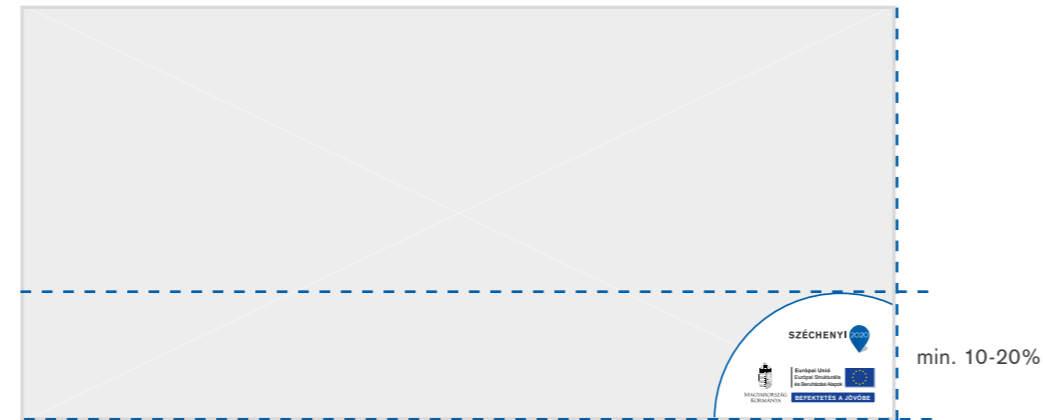 SZÉCHENYI 2020
min. 10-20%
MAGYARORSZÁG
KORMÁNYA
Európai Unió
Európai Strukturális
és Beruházási Alapok
BEFEKTETÉS A JÖVŐBE